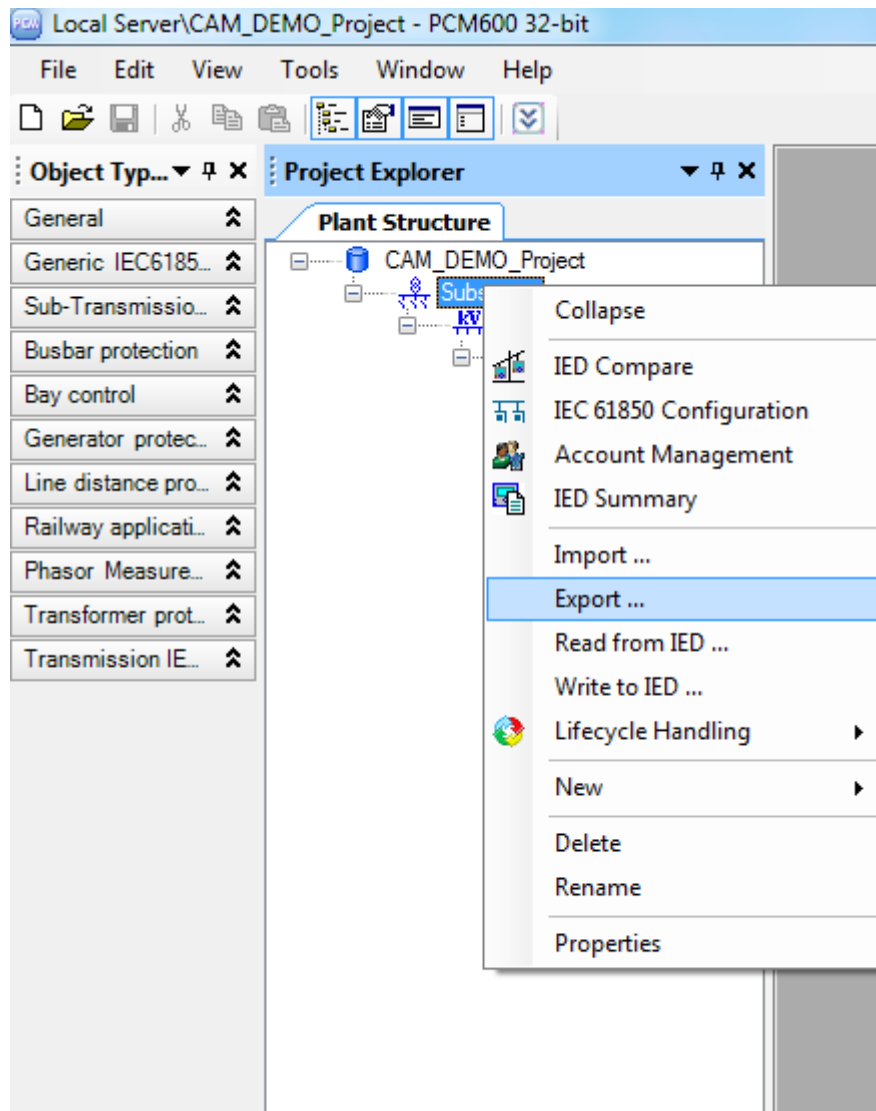 Local Server\CAM_DEMO_Project - PCM600 32-bit
File Edit View Tools Window Help
Object Typ...
General
Generic IEC6185...
Sub-Transmissio...
Busbar protection
Bay control
Generator protec...
Line distance pro...
Railway applicati...
Phasor Measure...
Transformer prot...
Transmission IE...
Project Explorer
Plant Structure
CAM_DEMO_Project
Subs
kV
Collapse
IED Compare
IEC 61850 Configuration
Account Management
IED Summary
Import ...
Export ...
Read from IED ...
Write to IED ...
Lifecycle Handling
New
Delete
Rename
Properties